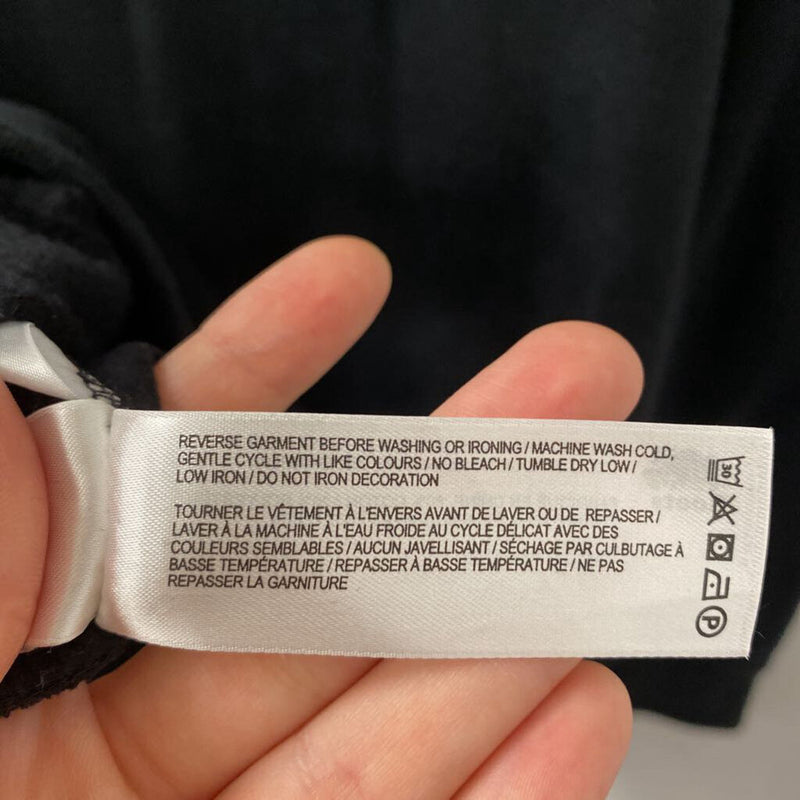 REVERSE GARMENT BEFORE WASHING OR IRONING / MACHINE WASH COLD,
GENTLE CYCLE WITH LIKE COLOURS / NO BLEACH / TUMBLE DRY LOW /
LOW IRON / DO NOT IRON DECORATION
TOURNER LE VÊTEMENT À L'ENVERS AVANT DE LAVER OU DE REPASSER /
LAVER À LA MACHINE À L'EAU FROIDE AU CYCLE DÉLICAT AVEC DES
COULEURS SEMBLABLES / AUCUN JAVELLISANT / SÉCHAGE PAR CULBUTAGE À
BASSE TEMPÉRATURE / REPASSER À BASSE TEMPÉRATURE / NE PAS
REPASSER LA GARNITURE
30
P